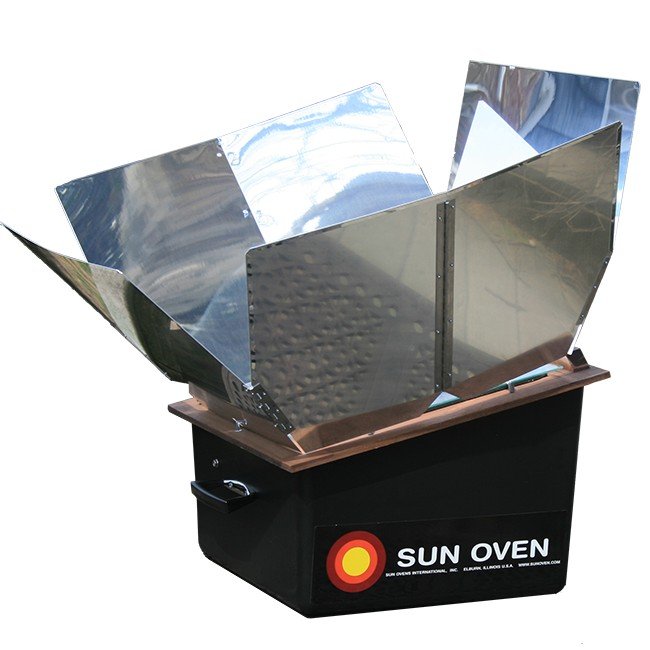 SUN OVEN
SUN OVENS INTERNATIONAL, INC. ELBURN, ILLINOIS U.S.A. WWW.SUNOVEN.COM